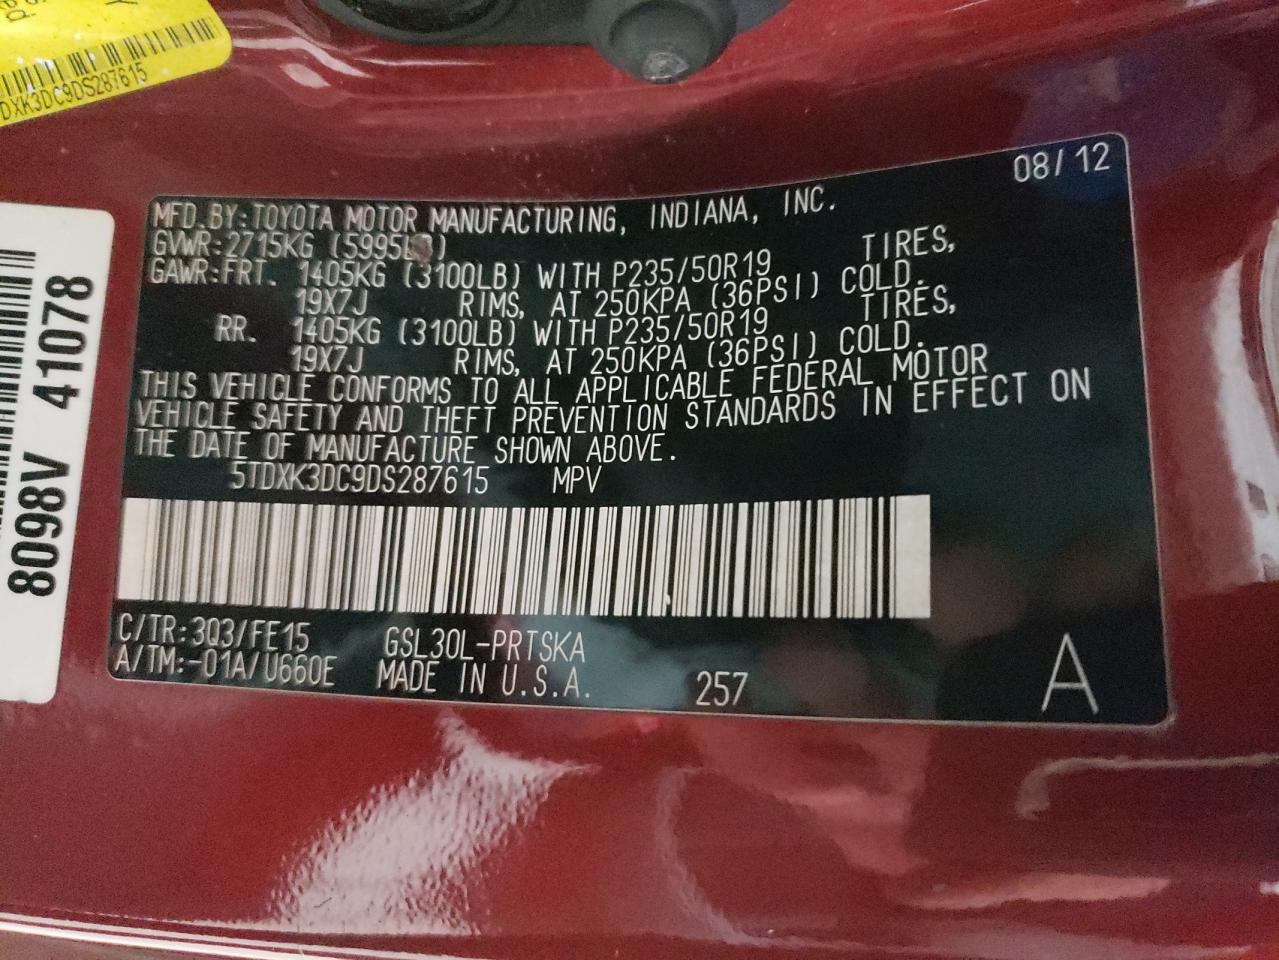 DXK3DC9DS287615
8098V 41078
08/12
MFD.BY:TOYOTA MOTOR MANUFACTURING, INDIANA, INC.
GVWR:2715KG (5995LB)
GAWR:FRT. 1405KG (3100LB) WITH P235/50R19 TIRES,
19X7J RIMS, AT 250KPA (36PSI) COLD.
RR. 1405KG (3100LB) WITH P235/50R19 TIRES,
19X7J RIMS, AT 250KPA (36PSI) COLD.
THIS VEHICLE CONFORMS TO ALL APPLICABLE FEDERAL MOTOR
VEHICLE SAFETY AND THEFT PREVENTION STANDARDS IN EFFECT ON
THE DATE OF MANUFACTURE SHOWN ABOVE.
5TDXK3DC9DS287615 MPV
C/TR:3Q3/FE15 GSL30L-PRTSKA
A/TM:-01A/U660E MADE IN U.S.A. 257 A